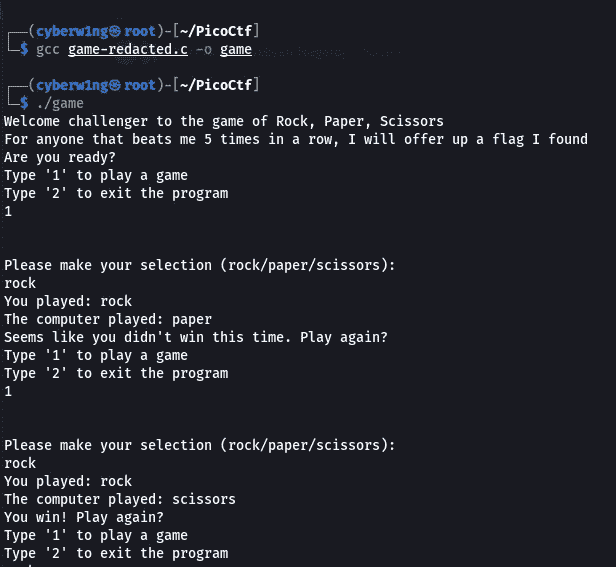 ┌──(cyberw1ng㉿root)-[~/PicoCtf]
└─$ gcc game-redacted.c -o game
┌──(cyberw1ng㉿root)-[~/PicoCtf]
└─$ ./game
Welcome challenger to the game of Rock, Paper, Scissors
For anyone that beats me 5 times in a row, I will offer up a flag I found
Are you ready?
Type '1' to play a game
Type '2' to exit the program
1
Please make your selection (rock/paper/scissors):
rock
You played: rock
The computer played: paper
Seems like you didn't win this time. Play again?
Type '1' to play a game
Type '2' to exit the program
1
Please make your selection (rock/paper/scissors):
rock
You played: rock
The computer played: scissors
You win! Play again?
Type '1' to play a game
Type '2' to exit the program